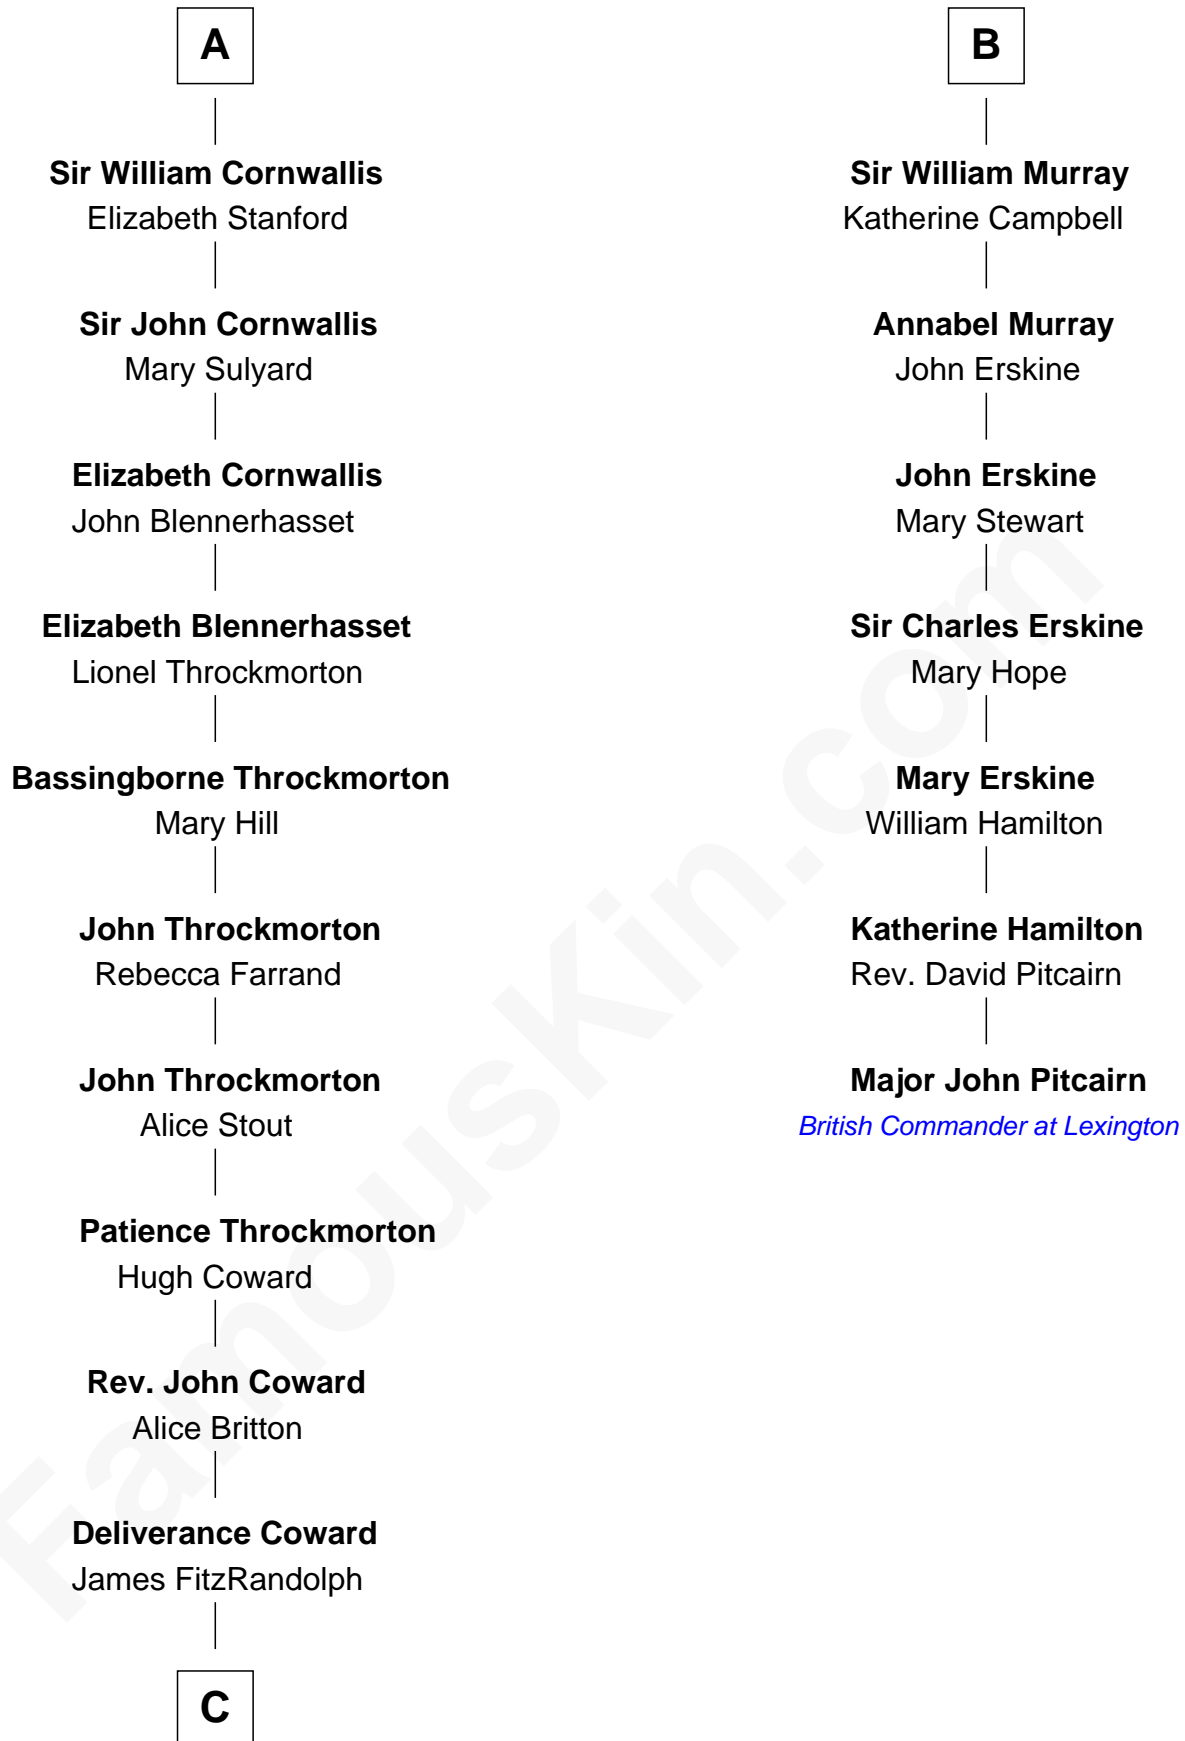 A
Sir William Cornwallis
Elizabeth Stanford
Sir John Cornwallis
Mary Sulyard
Elizabeth Cornwallis
John Blennerhasset
Elizabeth Blennerhasset
Lionel Throckmorton
Bassingborne Throckmorton
Mary Hill
John Throckmorton
Rebecca Farrand
John Throckmorton
Alice Stout
Patience Throckmorton
Hugh Coward
Rev. John Coward
Alice Britton
Deliverance Coward
James FitzRandolph
C
B
Sir William Murray
Katherine Campbell
Annabel Murray
John Erskine
John Erskine
Mary Stewart
Sir Charles Erskine
Mary Hope
Mary Erskine
William Hamilton
Katherine Hamilton
Rev. David Pitcairn
Major John Pitcairn
British Commander at Lexington
FamousKin.com